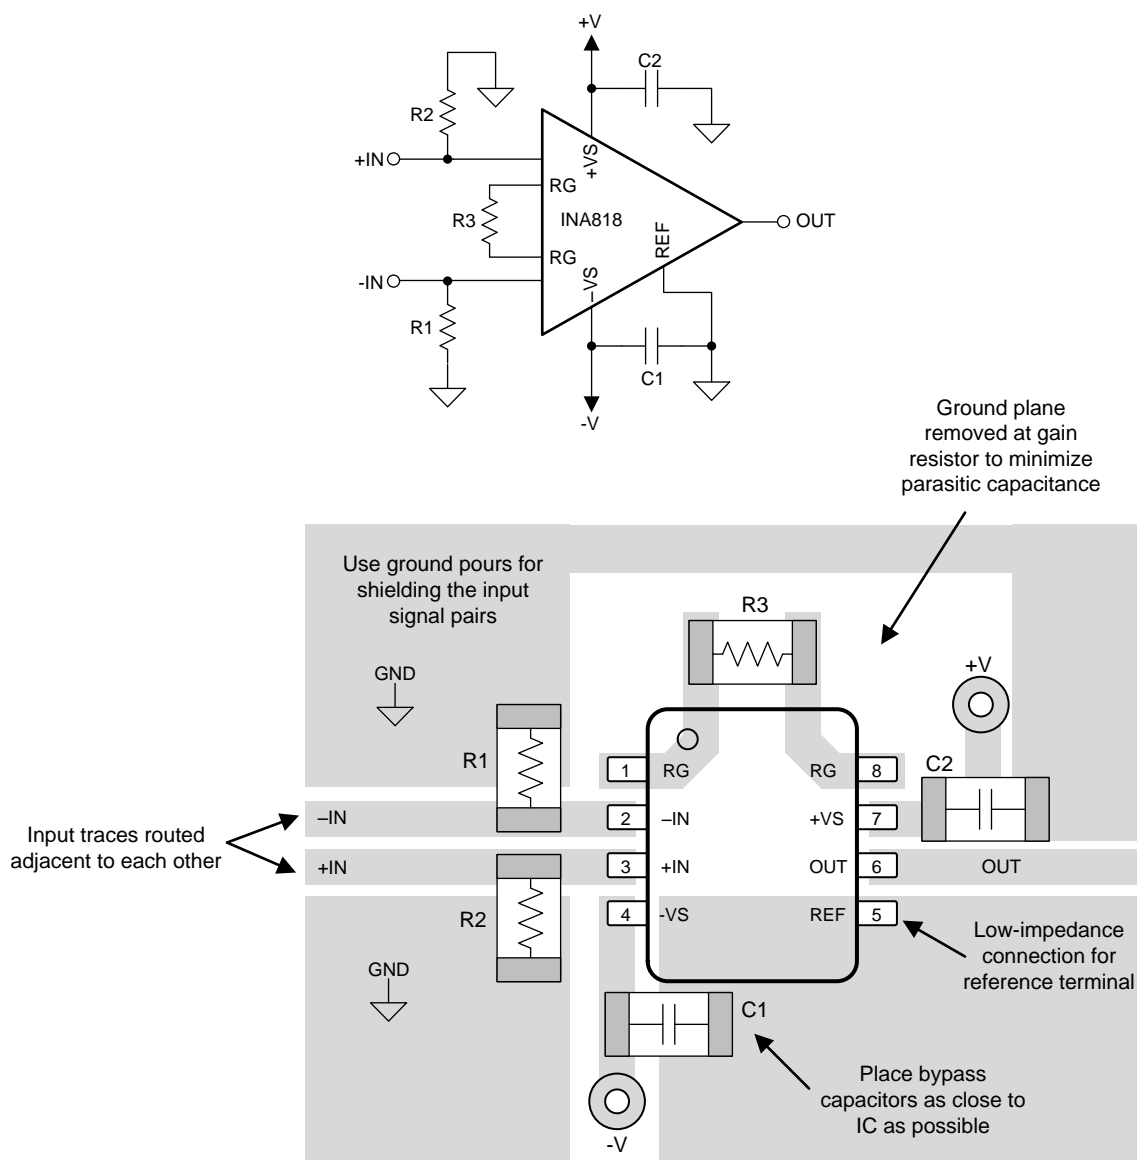 +V
C2
R2
+IN
+VS
RG
R3
INA818
OUT
REF
RG
-IN
–VS
R1
C1
-V
Ground plane
removed at gain
resistor to minimize
parasitic capacitance
Use ground pours for
shielding the input
signal pairs
R3
GND
+V
R1
C2
1
RG
RG
8
Input traces routed
adjacent to each other
–IN
2
–IN
+VS
7
+IN
3
+IN
OUT
6
OUT
R2
4
-VS
REF
5
Low-impedance
connection for
reference terminal
GND
C1
Place bypass
capacitors as close to
IC as possible
-V